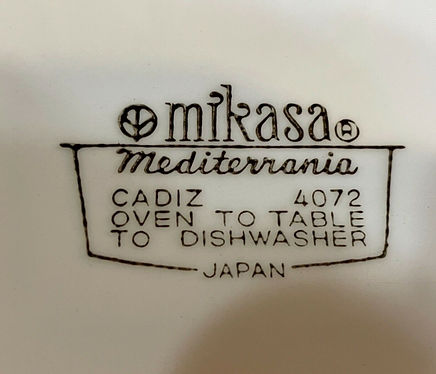 mikasa®
Mediterrania
CADIZ 4072
OVEN TO TABLE
TO DISHWASHER
JAPAN